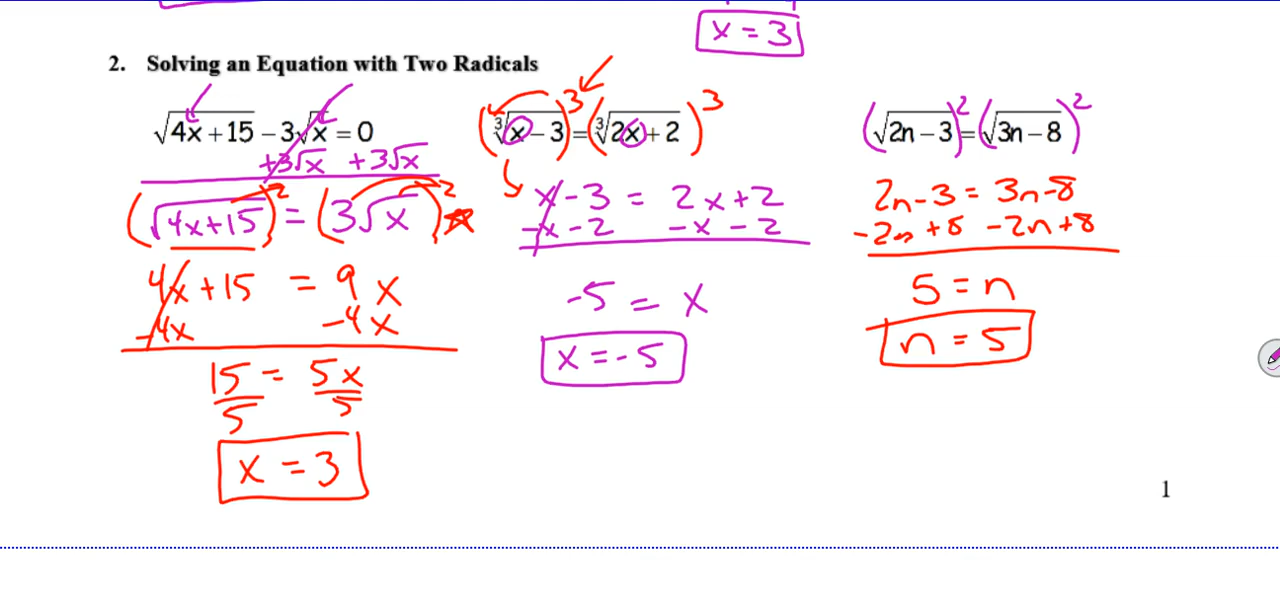 x = 3
2. Solving an Equation with Two Radicals
√4x + 15 − 3√x = 0
+3√x +3√x
(√4x+15)² = (3√x)²
4x + 15 = 9x
-4x -4x
15 = 5x
5 5
x = 3
(∛x − 3)³ = (∛2x + 2)³
x - 3 = 2x + 2
-x - 2 -x - 2
-5 = x
x = -5
(√2n − 3)² = (√3n − 8)²
2n - 3 = 3n - 8
-2n + 8 -2n + 8
5 = n
n = 5
1